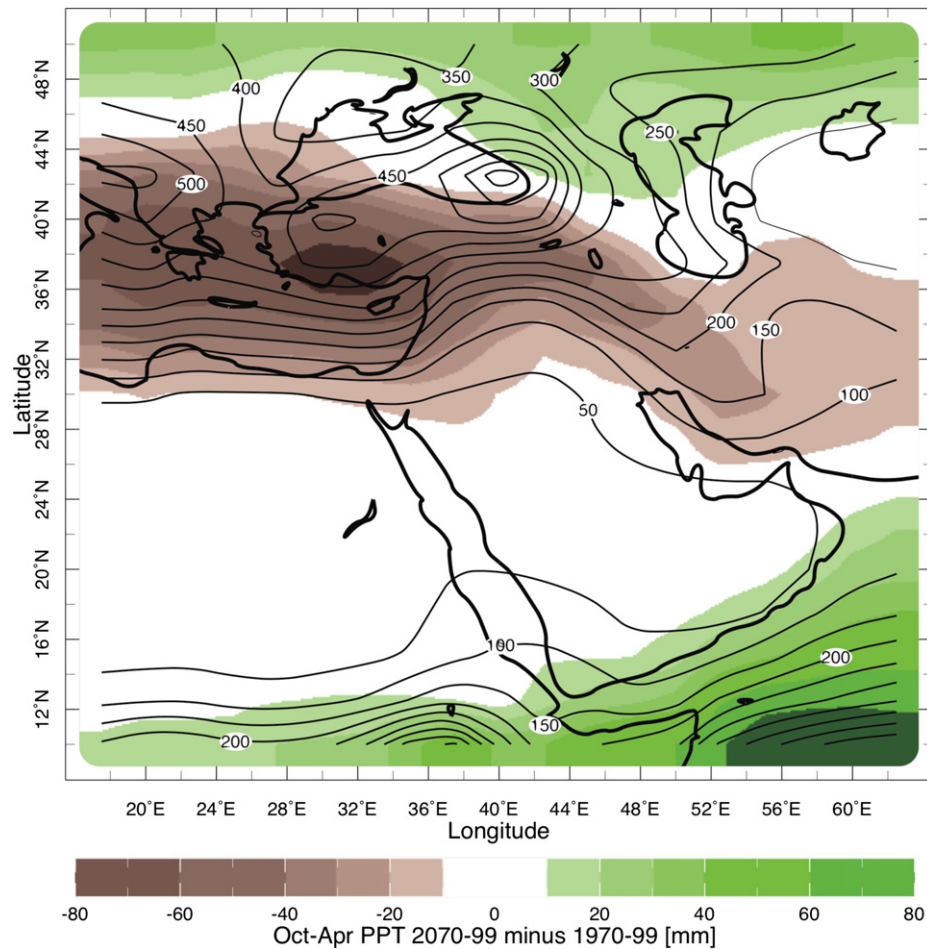 48°N
44°N
40°N
36°N
32°N
28°N
24°N
20°N
16°N
12°N
Latitude
350
300
400
250
450
450
500
200
150
100
50
100
200
150
200
20°E 24°E 28°E 32°E 36°E 40°E 44°E 48°E 52°E 56°E 60°E
Longitude
-80 -60 -40 -20 0 20 40 60 80
Oct-Apr PPT 2070-99 minus 1970-99 [mm]